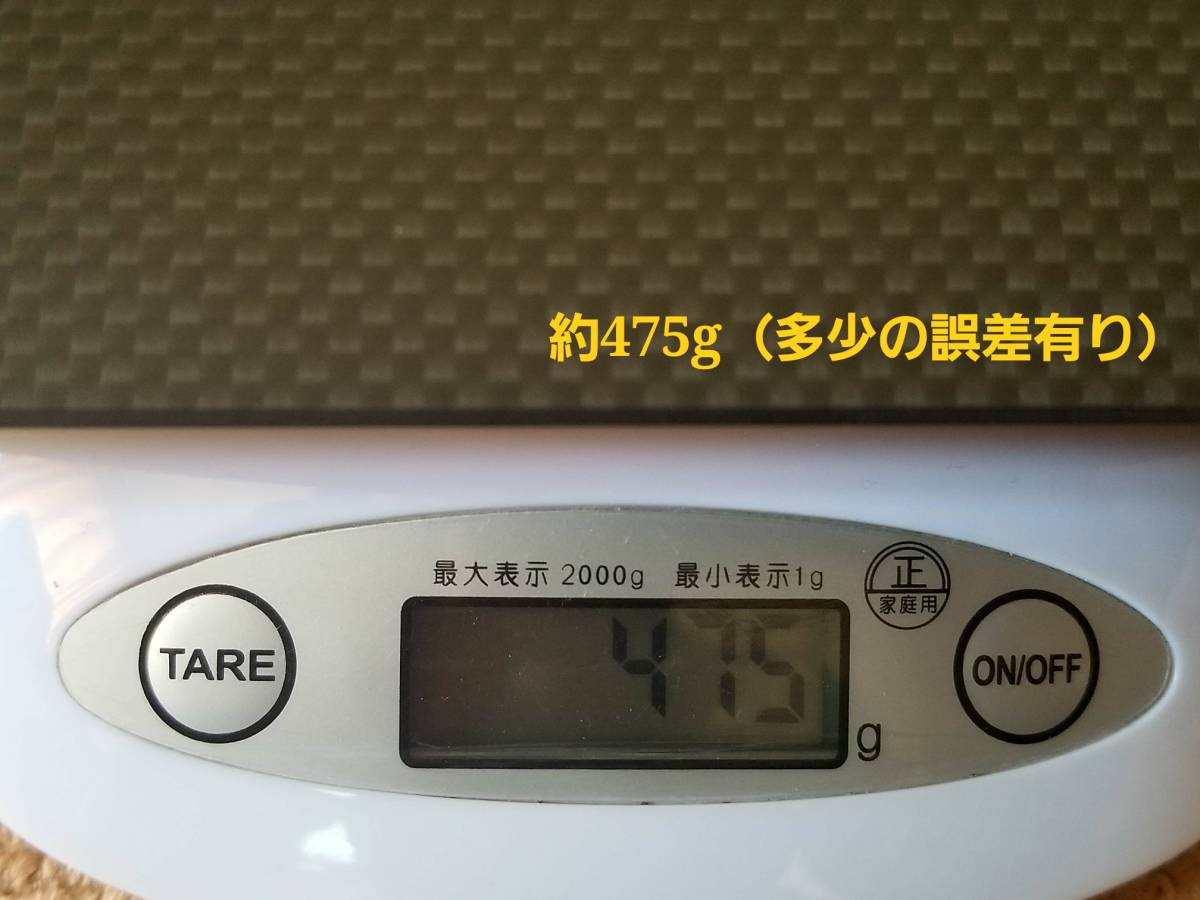 約475g（多少の誤差有り）
最大表示 2000g 最小表示1g
正
家庭用
TARE
475
g
ON/OFF